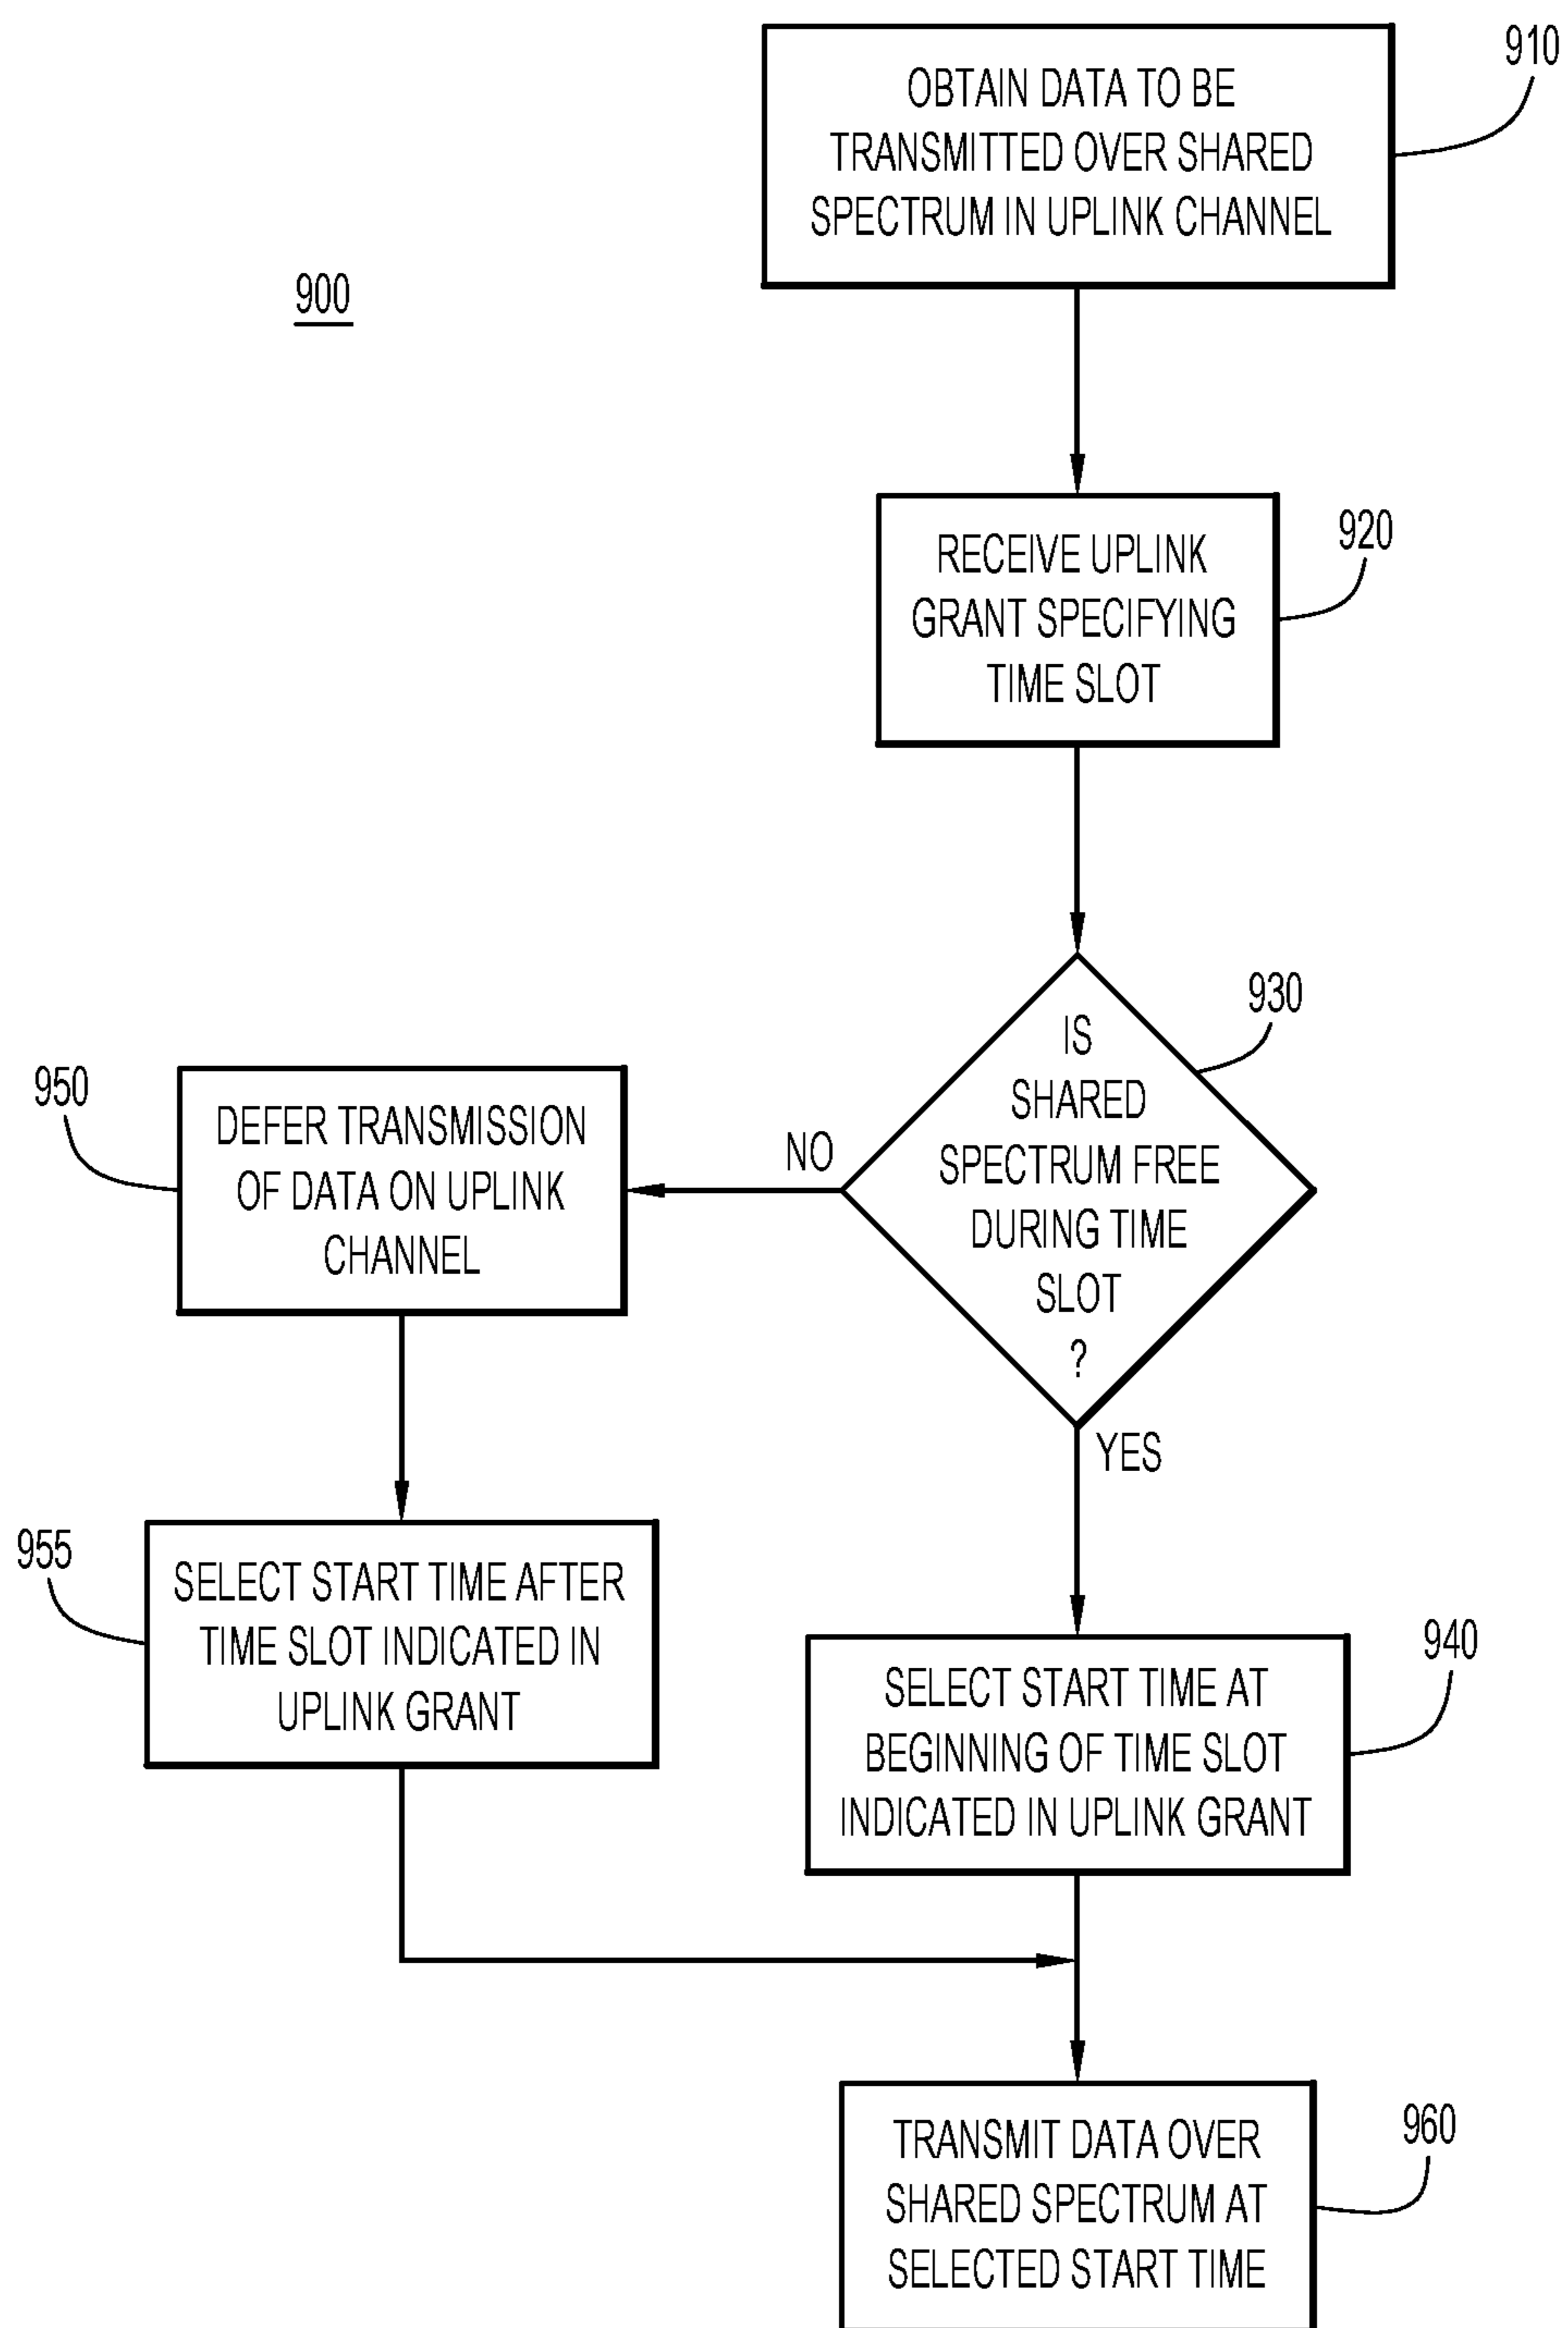 910
OBTAIN DATA TO BE
TRANSMITTED OVER SHARED
SPECTRUM IN UPLINK CHANNEL
900
920
RECEIVE UPLINK
GRANT SPECIFYING
TIME SLOT
930
IS
SHARED
SPECTRUM FREE
DURING TIME
SLOT
?
NO
YES
950
DEFER TRANSMISSION
OF DATA ON UPLINK
CHANNEL
955
SELECT START TIME AFTER
TIME SLOT INDICATED IN
UPLINK GRANT
940
SELECT START TIME AT
BEGINNING OF TIME SLOT
INDICATED IN UPLINK GRANT
960
TRANSMIT DATA OVER
SHARED SPECTRUM AT
SELECTED START TIME